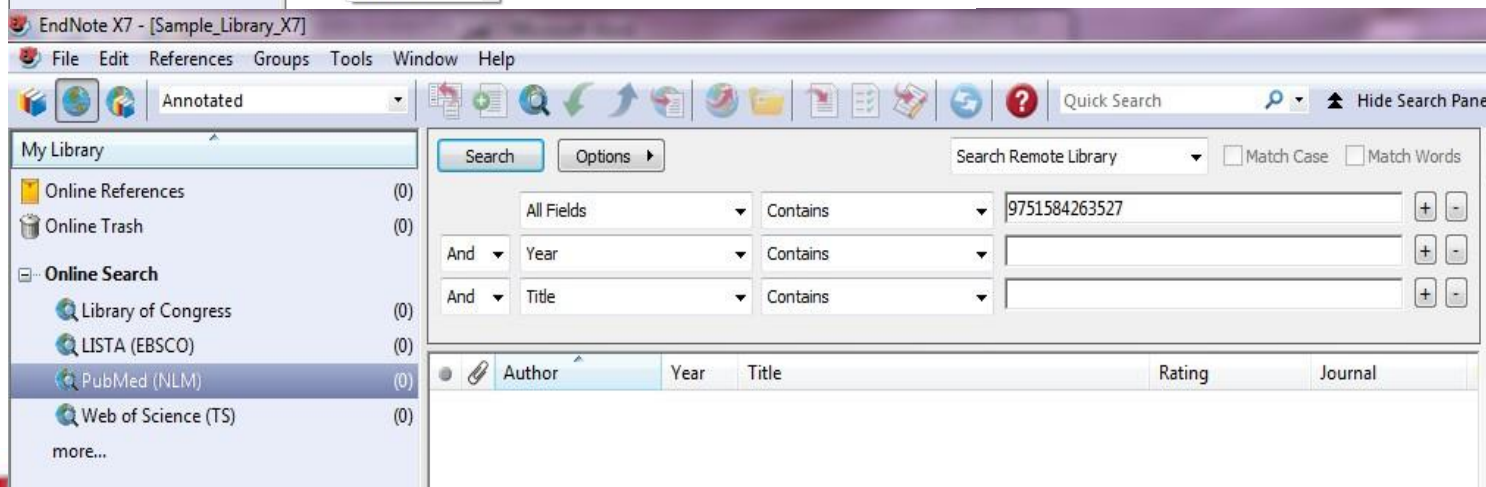 EndNote X7 - [Sample_Library_X7]
File Edit References Groups Tools Window Help
Annotated
Quick Search
Hide Search Pane
My Library
Online References (0)
Online Trash (0)
Online Search
Library of Congress (0)
LISTA (EBSCO) (0)
PubMed (NLM) (0)
Web of Science (TS) (0)
more...
Search Options Search Remote Library Match Case Match Words
All Fields Contains 9751584263527 + -
And Year Contains + -
And Title Contains + -
Author Year Title Rating Journal